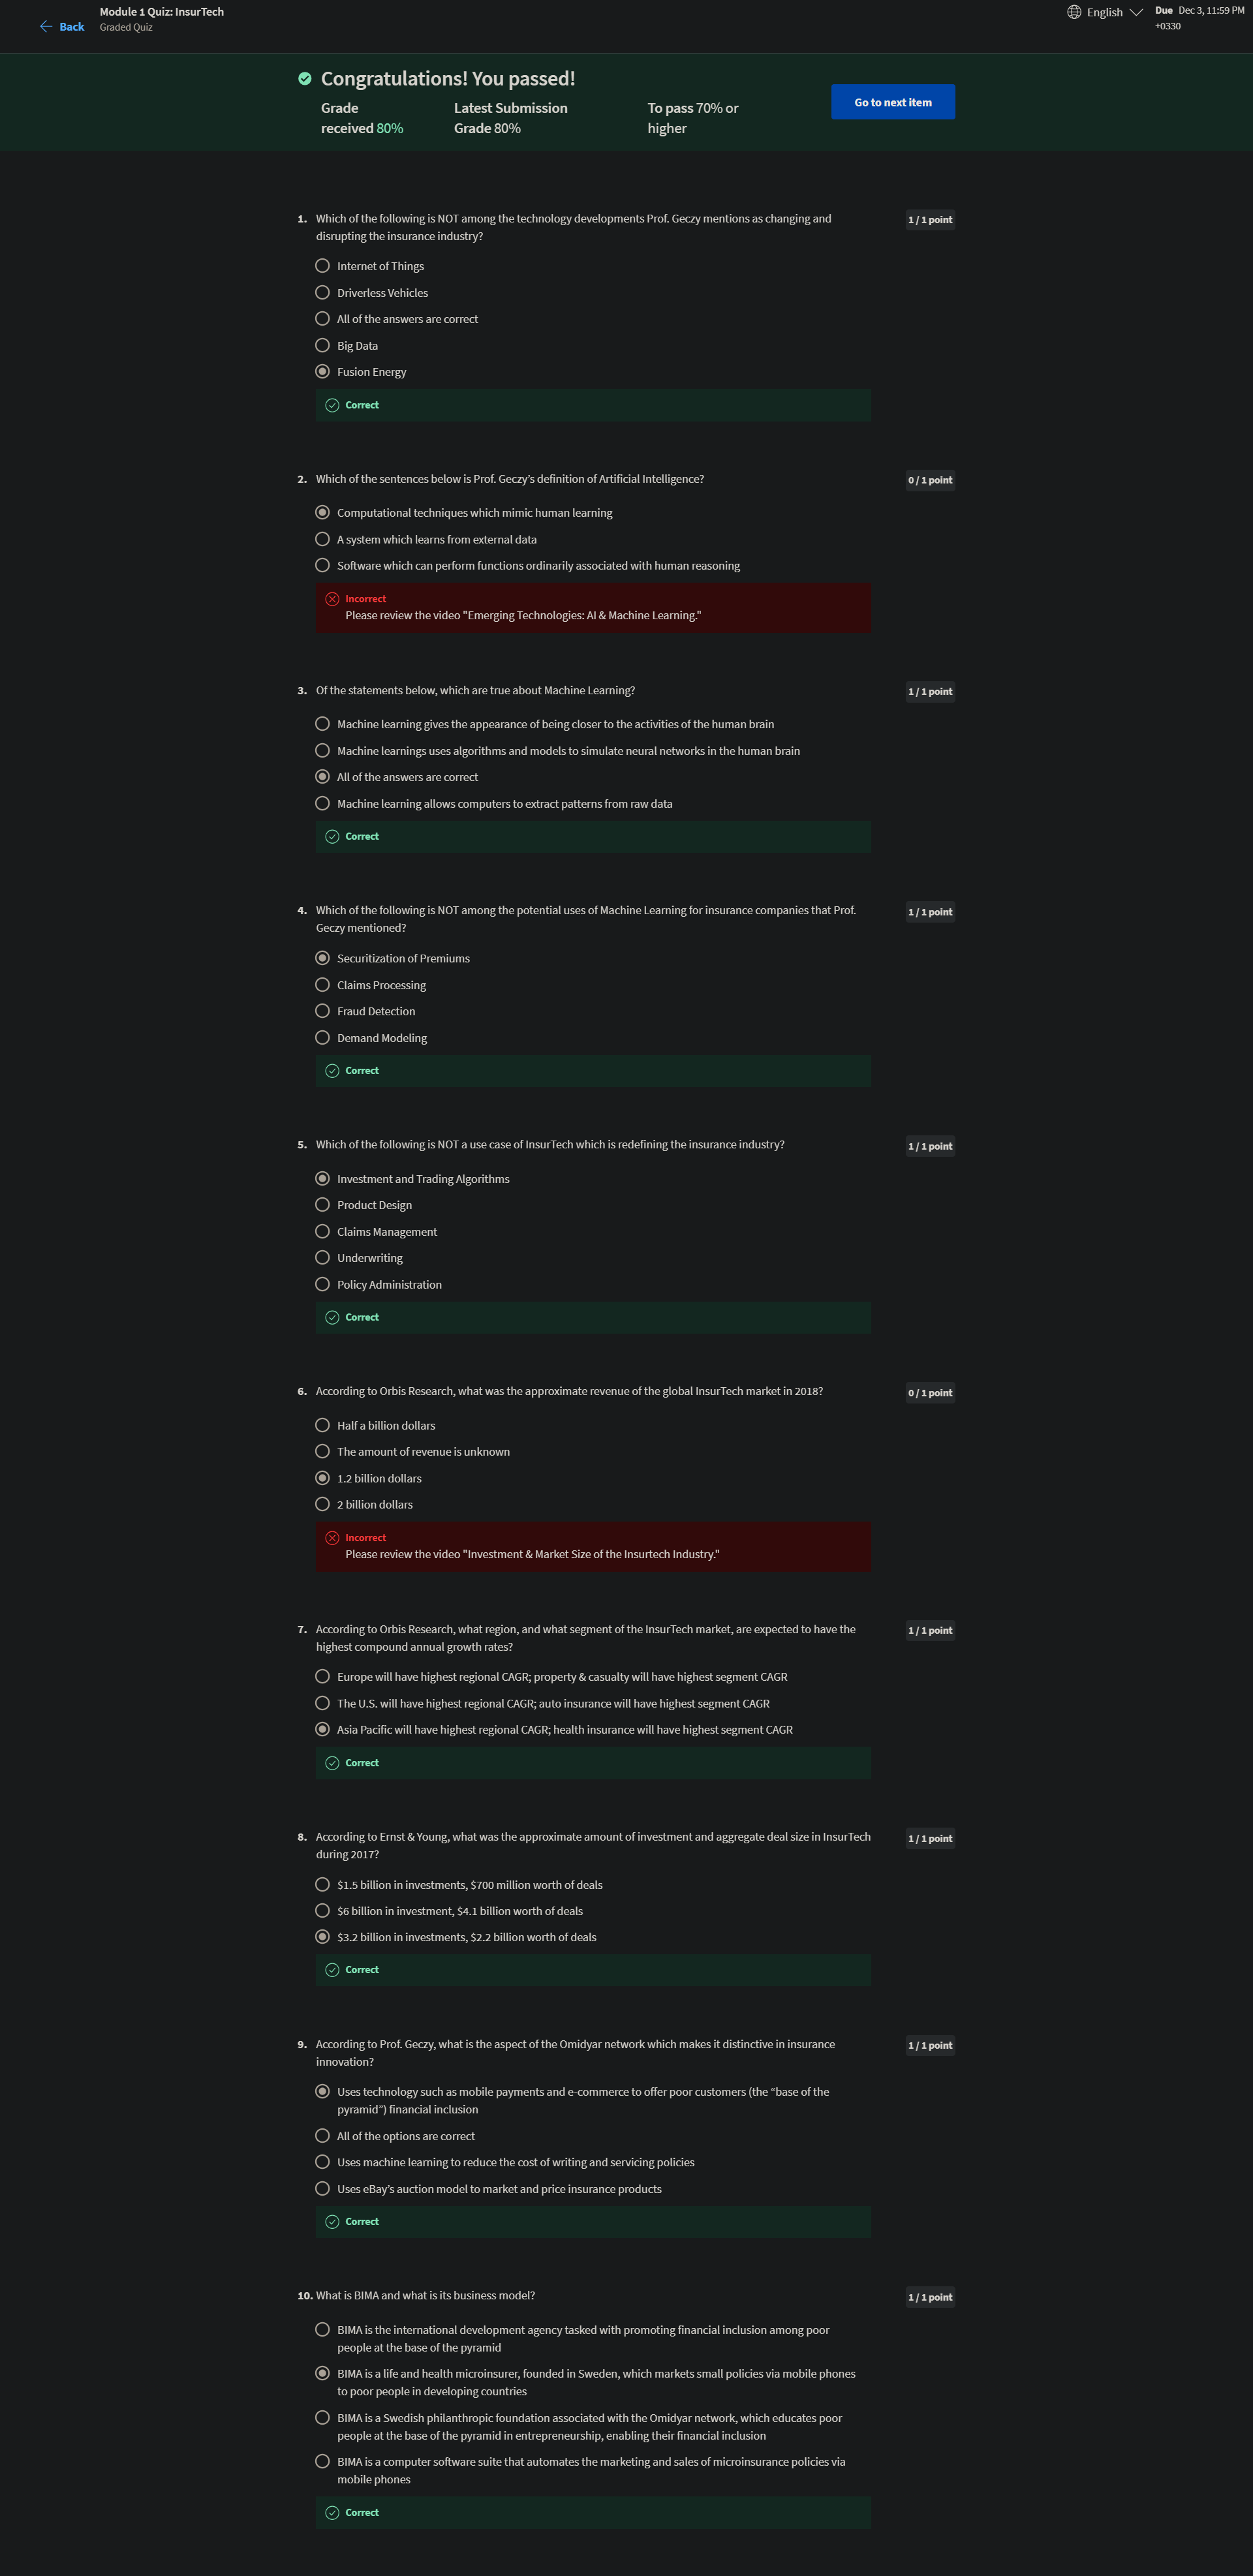 Back
Module 1 Quiz: InsurTech
Graded Quiz
English
Due Dec 3, 11:59 PM
+0330
Congratulations! You passed!
Grade
received 80%
Latest Submission
Grade 80%
To pass 70% or
higher
Go to next item
1. Which of the following is NOT among the technology developments Prof. Geczy mentions as changing and
disrupting the insurance industry?
1 / 1 point
Internet of Things
Driverless Vehicles
All of the answers are correct
Big Data
Fusion Energy
Correct
2. Which of the sentences below is Prof. Geczy’s definition of Artificial Intelligence?
0 / 1 point
Computational techniques which mimic human learning
A system which learns from external data
Software which can perform functions ordinarily associated with human reasoning
Incorrect
Please review the video "Emerging Technologies: AI & Machine Learning."
3. Of the statements below, which are true about Machine Learning?
1 / 1 point
Machine learning gives the appearance of being closer to the activities of the human brain
Machine learnings uses algorithms and models to simulate neural networks in the human brain
All of the answers are correct
Machine learning allows computers to extract patterns from raw data
Correct
4. Which of the following is NOT among the potential uses of Machine Learning for insurance companies that Prof.
Geczy mentioned?
1 / 1 point
Securitization of Premiums
Claims Processing
Fraud Detection
Demand Modeling
Correct
5. Which of the following is NOT a use case of InsurTech which is redefining the insurance industry?
1 / 1 point
Investment and Trading Algorithms
Product Design
Claims Management
Underwriting
Policy Administration
Correct
6. According to Orbis Research, what was the approximate revenue of the global InsurTech market in 2018?
0 / 1 point
Half a billion dollars
The amount of revenue is unknown
1.2 billion dollars
2 billion dollars
Incorrect
Please review the video "Investment & Market Size of the Insurtech Industry."
7. According to Orbis Research, what region, and what segment of the InsurTech market, are expected to have the
highest compound annual growth rates?
1 / 1 point
Europe will have highest regional CAGR; property & casualty will have highest segment CAGR
The U.S. will have highest regional CAGR; auto insurance will have highest segment CAGR
Asia Pacific will have highest regional CAGR; health insurance will have highest segment CAGR
Correct
8. According to Ernst & Young, what was the approximate amount of investment and aggregate deal size in InsurTech
during 2017?
1 / 1 point
$1.5 billion in investments, $700 million worth of deals
$6 billion in investment, $4.1 billion worth of deals
$3.2 billion in investments, $2.2 billion worth of deals
Correct
9. According to Prof. Geczy, what is the aspect of the Omidyar network which makes it distinctive in insurance
innovation?
1 / 1 point
Uses technology such as mobile payments and e-commerce to offer poor customers (the “base of the
pyramid”) financial inclusion
All of the options are correct
Uses machine learning to reduce the cost of writing and servicing policies
Uses eBay’s auction model to market and price insurance products
Correct
10. What is BIMA and what is its business model?
1 / 1 point
BIMA is the international development agency tasked with promoting financial inclusion among poor
people at the base of the pyramid
BIMA is a life and health microinsurer, founded in Sweden, which markets small policies via mobile phones
to poor people in developing countries
BIMA is a Swedish philanthropic foundation associated with the Omidyar network, which educates poor
people at the base of the pyramid in entrepreneurship, enabling their financial inclusion
BIMA is a computer software suite that automates the marketing and sales of microinsurance policies via
mobile phones
Correct